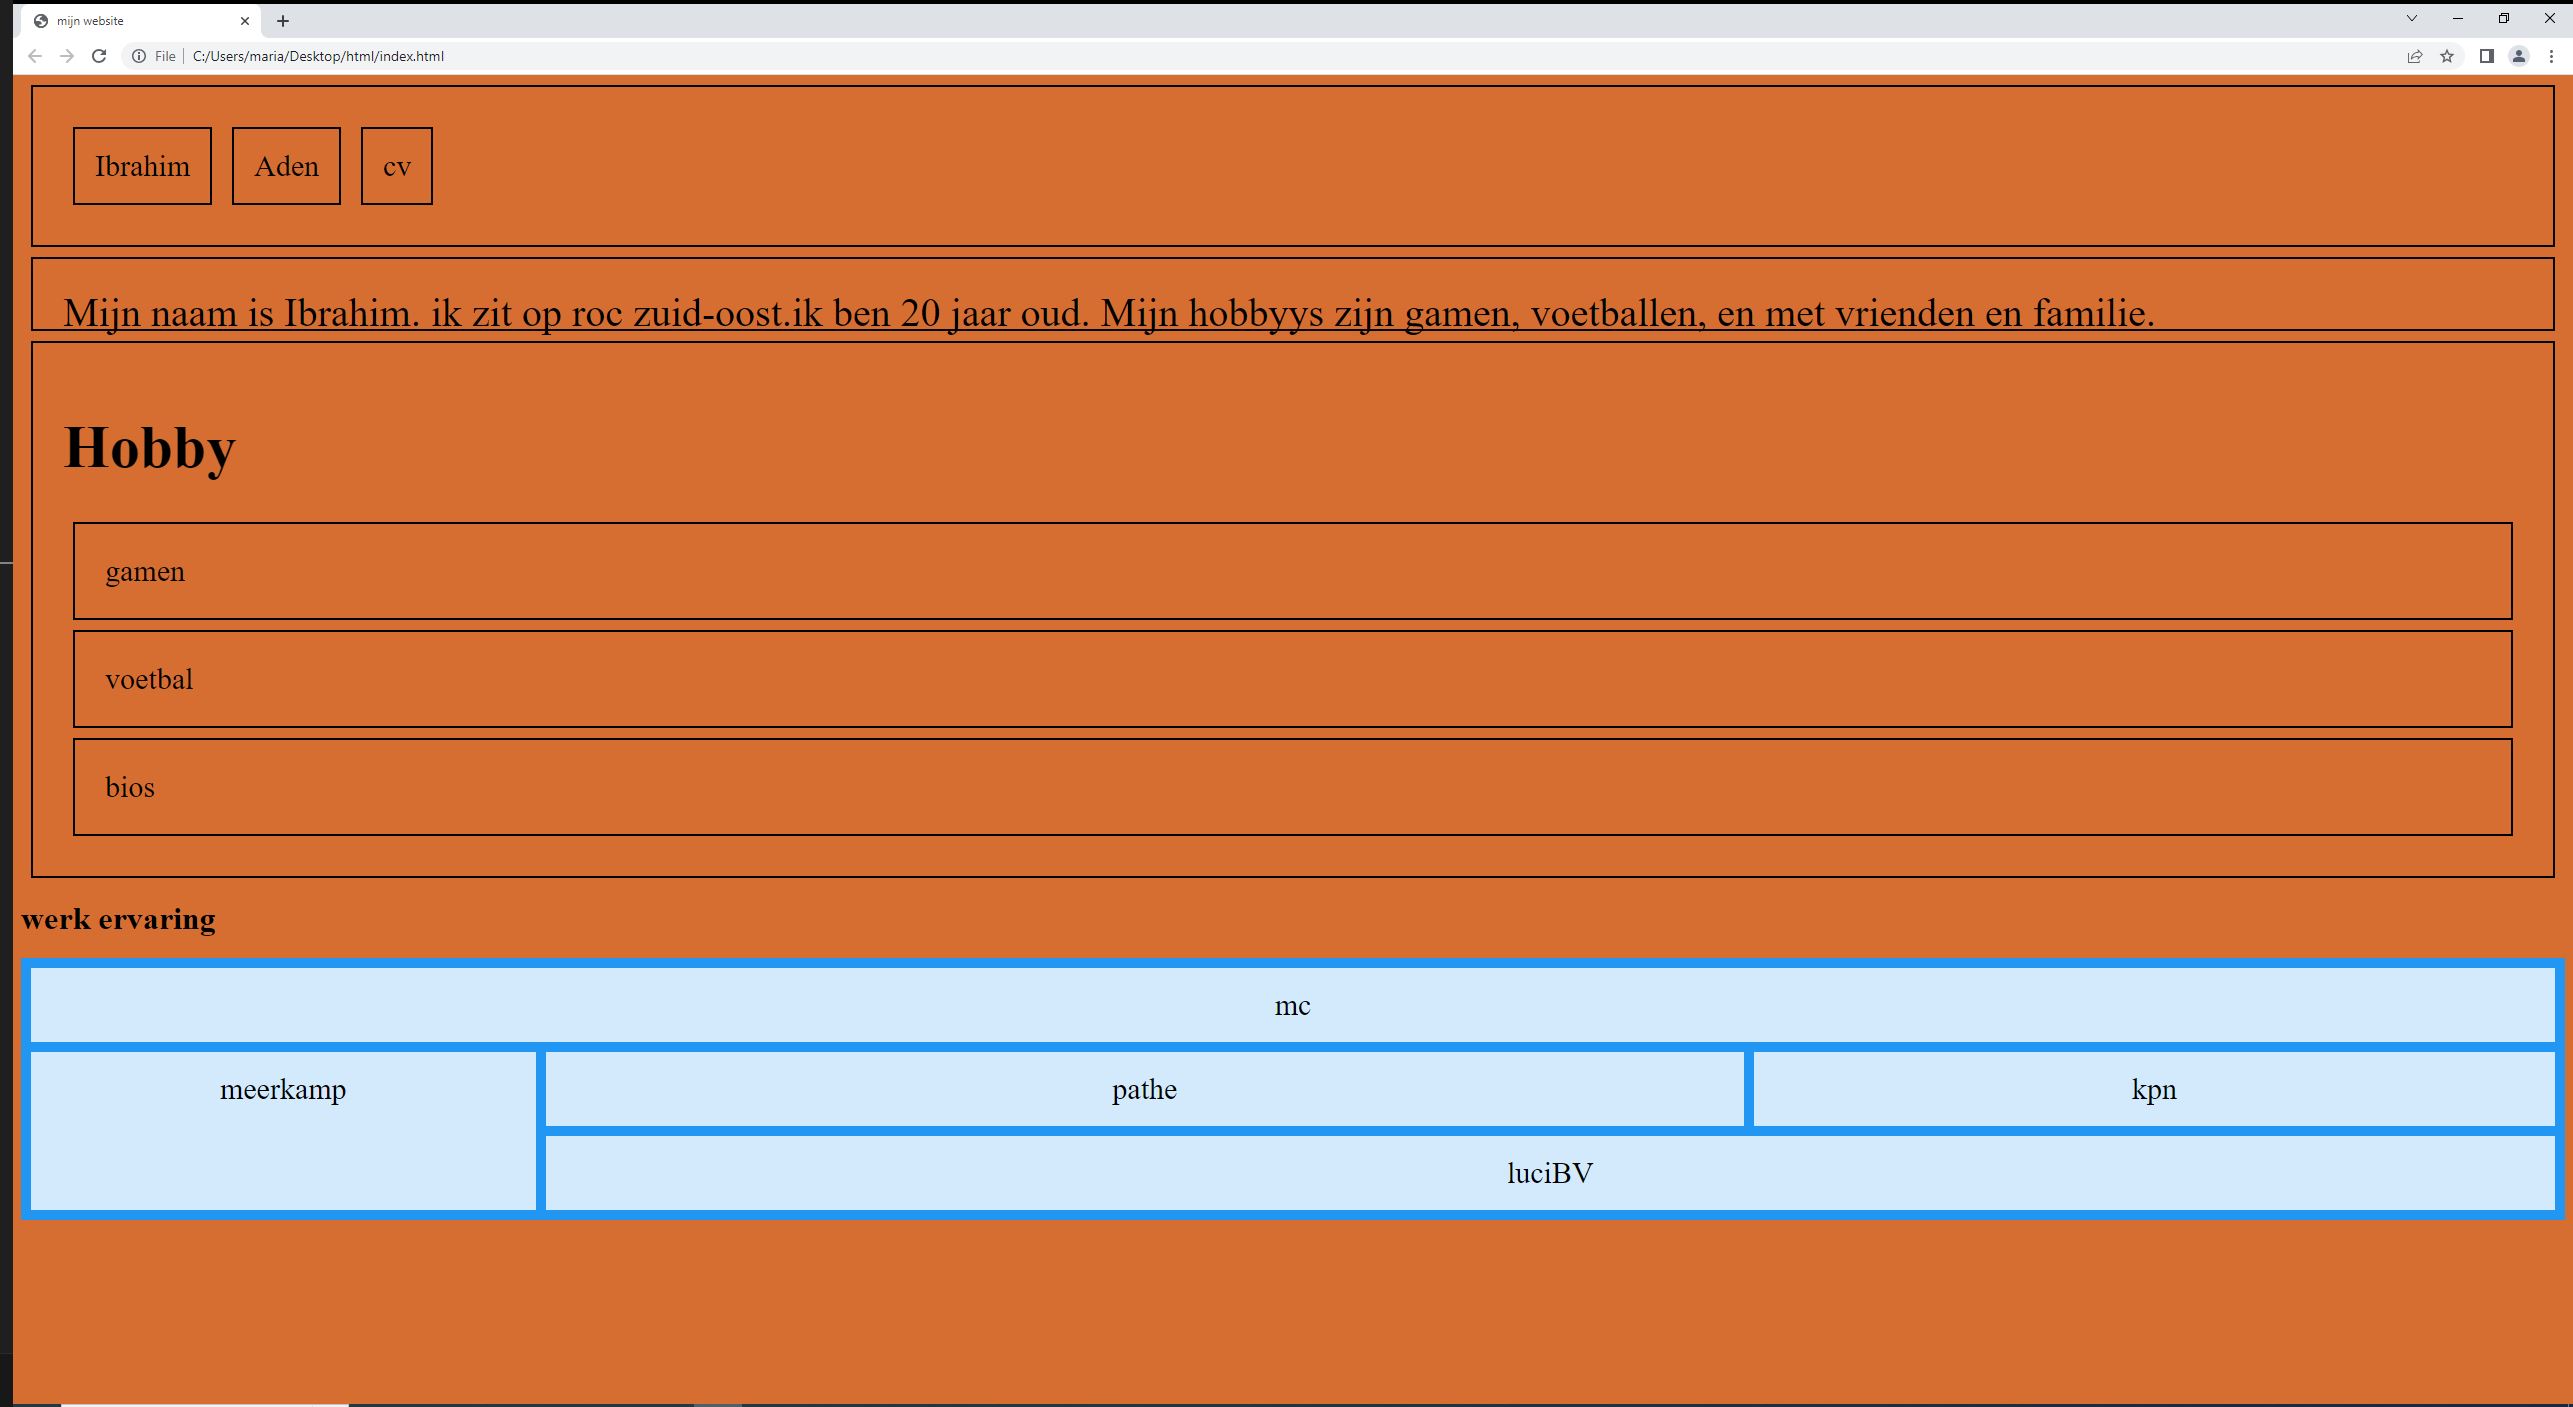 mijn website
File C:/Users/maria/Desktop/html/index.html
Ibrahim Aden cv
Mijn naam is Ibrahim. ik zit op roc zuid-oost.ik ben 20 jaar oud. Mijn hobbyys zijn gamen, voetballen, en met vrienden en familie.
Hobby
gamen
voetbal
bios
werk ervaring
mc
meerkamp pathe kpn
luciBV